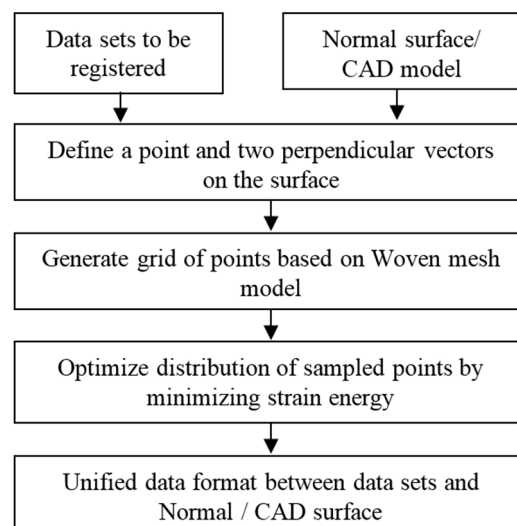 Data sets to be
registered
Normal surface/
CAD model
Define a point and two perpendicular vectors
on the surface
Generate grid of points based on Woven mesh
model
Optimize distribution of sampled points by
minimizing strain energy
Unified data format between data sets and
Normal / CAD surface